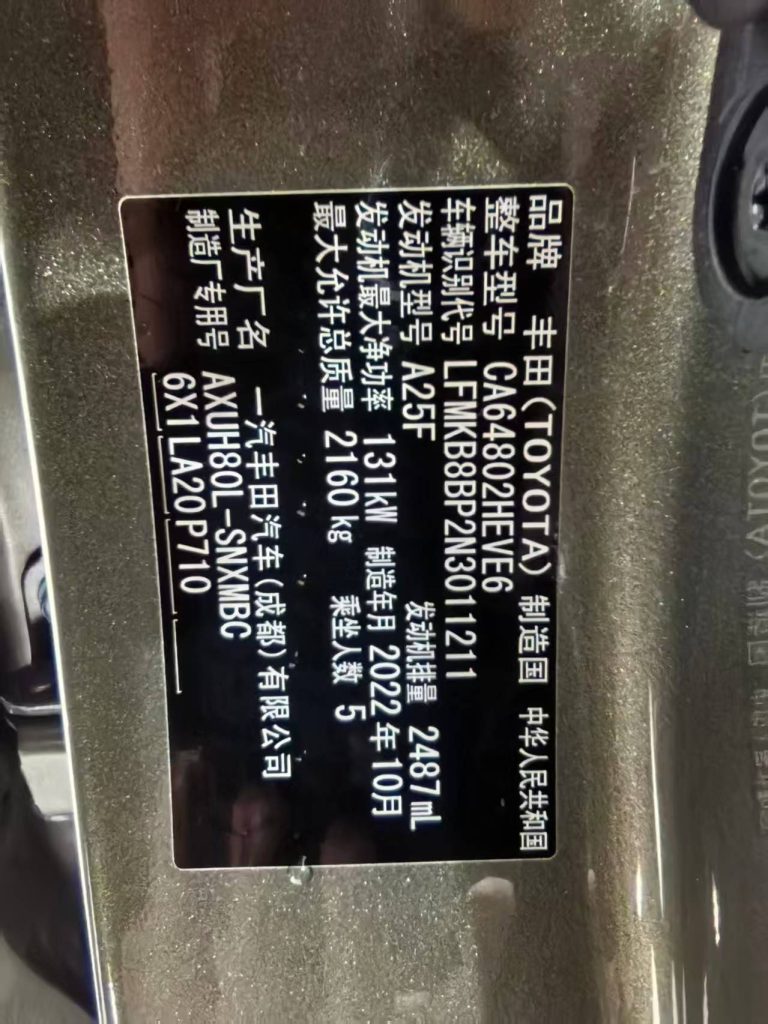 品牌 丰田(TOYOTA) 制造国 中华人民共和国
整车型号 CA64802HEVE6
车辆识别代号 LFMKB8BP2N3011211
发动机型号 A25F 发动机排量 2487mL
发动机最大净功率 131kW 制造年月 2022年10月
最大允许总质量 2160kg 乘坐人数 5
生产厂名 一汽丰田汽车(成都)有限公司
制造厂专用号 AXUH80L-SNXMBC
6X1LA20P710